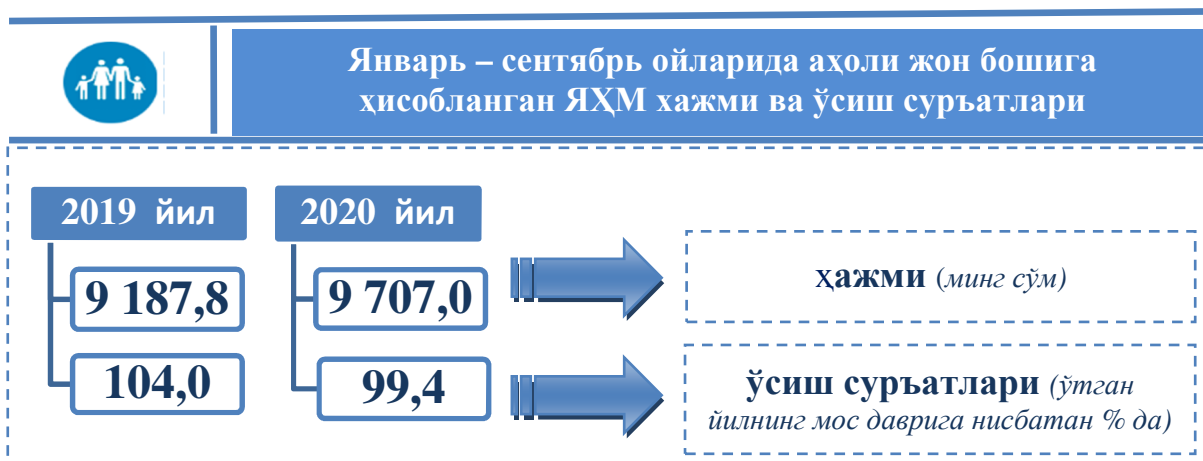 Январь – сентябрь ойларида аҳоли жон бошига
ҳисобланган ЯҲМ хажми ва ўсиш суръатлари
2019 йил
2020 йил
9 187,8
9 707,0
ҳажми (минг сўм)
104,0
99,4
ўсиш суръатлари (ўтган
йилнинг мос даврига нисбатан % да)